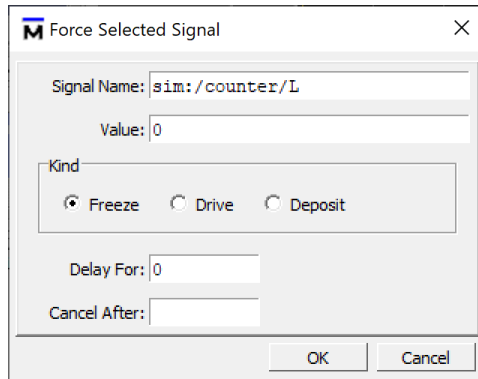 Force Selected Signal
Signal Name: sim:/counter/L
Value: 0
Kind
Freeze Drive Deposit
Delay For: 0
Cancel After:
OK Cancel